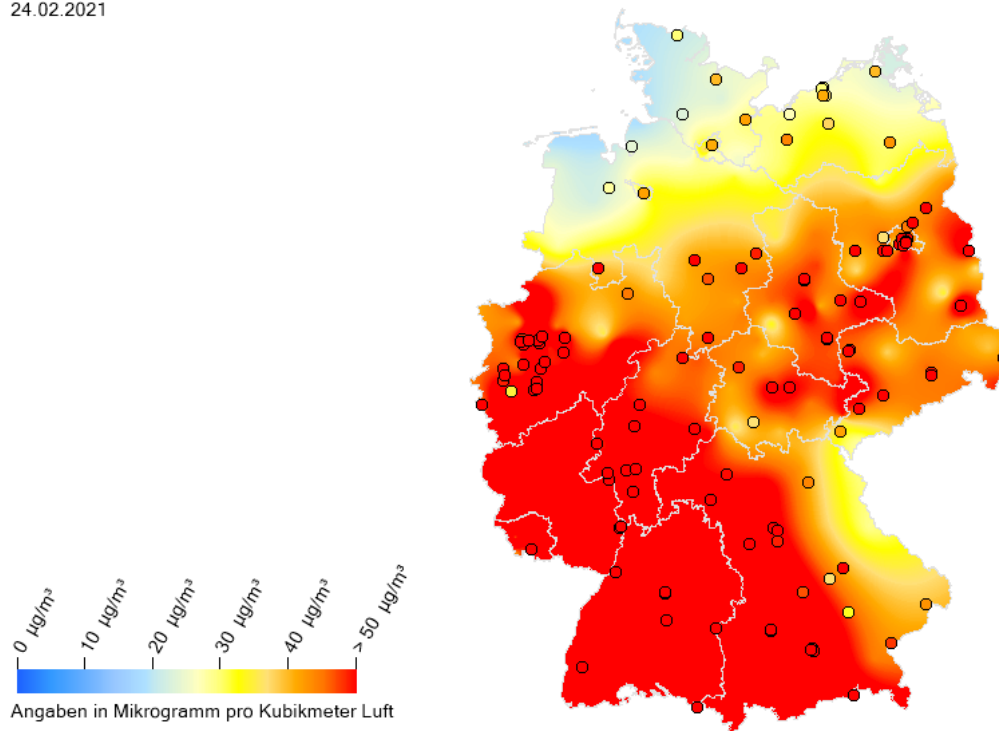 24.02.2021
0 µg/m³
10 µg/m³
20 µg/m³
30 µg/m³
40 µg/m³
> 50 µg/m³
Angaben in Mikrogramm pro Kubikmeter Luft